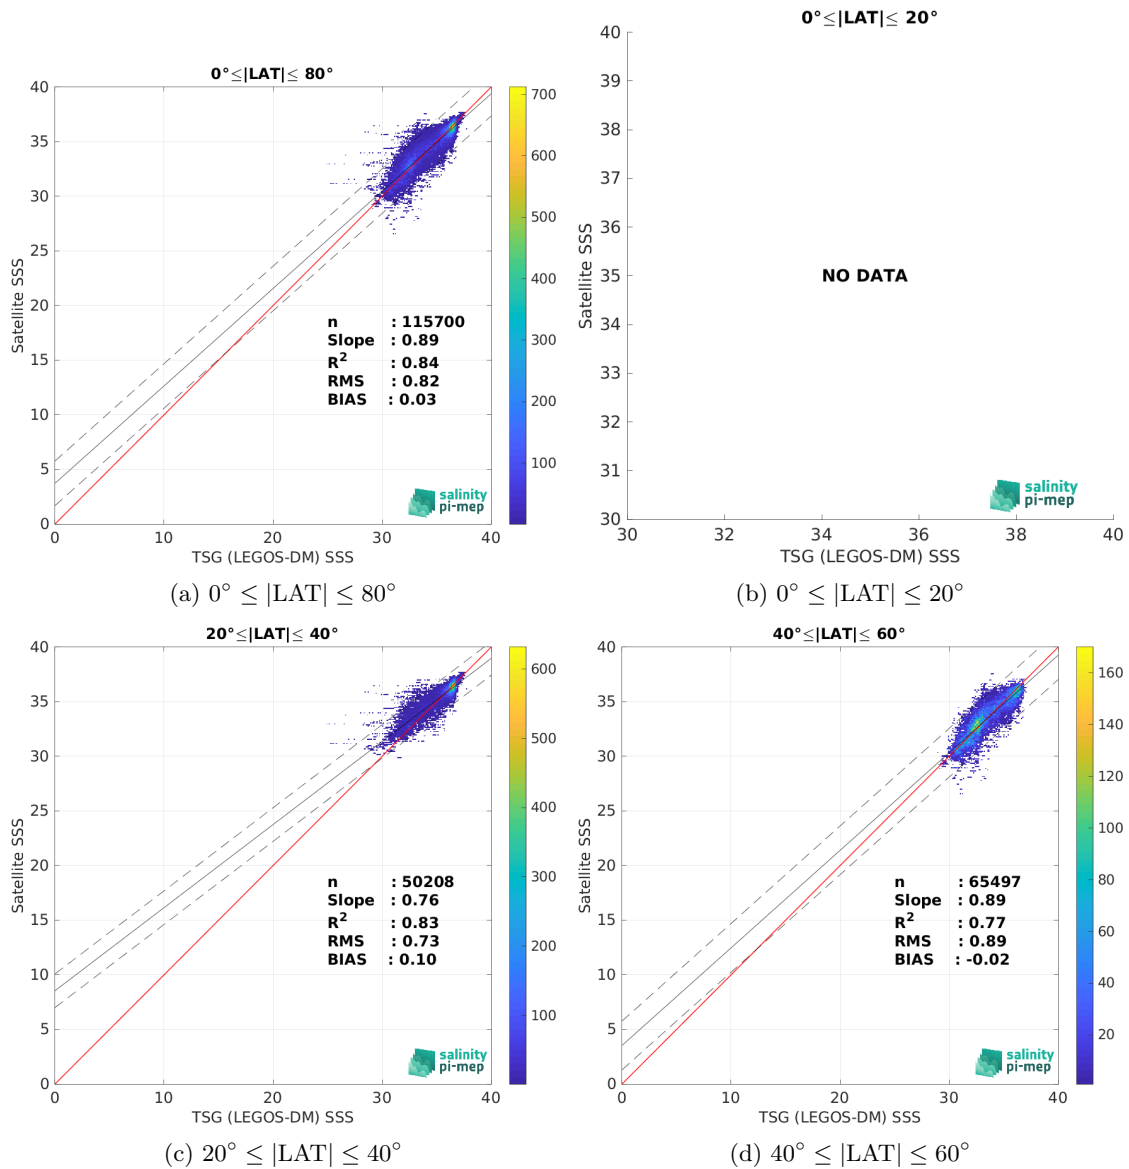 0°≤|LAT|≤ 80°
Satellite SSS
40
35
30
25
20
15
10
5
0
0 10 20 30 40
TSG (LEGOS-DM) SSS
n : 115700
Slope : 0.89
R² : 0.84
RMS : 0.82
BIAS : 0.03
salinity
pi-mep
700
600
500
400
300
200
100
(a) 0° ≤ |LAT| ≤ 80°
0°≤|LAT|≤ 20°
Satellite SSS
40
39
38
37
36
35
34
33
32
31
30
30 32 34 36 38 40
TSG (LEGOS-DM) SSS
NO DATA
salinity
pi-mep
(b) 0° ≤ |LAT| ≤ 20°
20°≤|LAT|≤ 40°
Satellite SSS
40
35
30
25
20
15
10
5
0
0 10 20 30 40
TSG (LEGOS-DM) SSS
n : 50208
Slope : 0.76
R² : 0.83
RMS : 0.73
BIAS : 0.10
salinity
pi-mep
600
500
400
300
200
100
(c) 20° ≤ |LAT| ≤ 40°
40°≤|LAT|≤ 60°
Satellite SSS
40
35
30
25
20
15
10
5
0
0 10 20 30 40
TSG (LEGOS-DM) SSS
n : 65497
Slope : 0.89
R² : 0.77
RMS : 0.89
BIAS : -0.02
salinity
pi-mep
160
140
120
100
80
60
40
20
(d) 40° ≤ |LAT| ≤ 60°